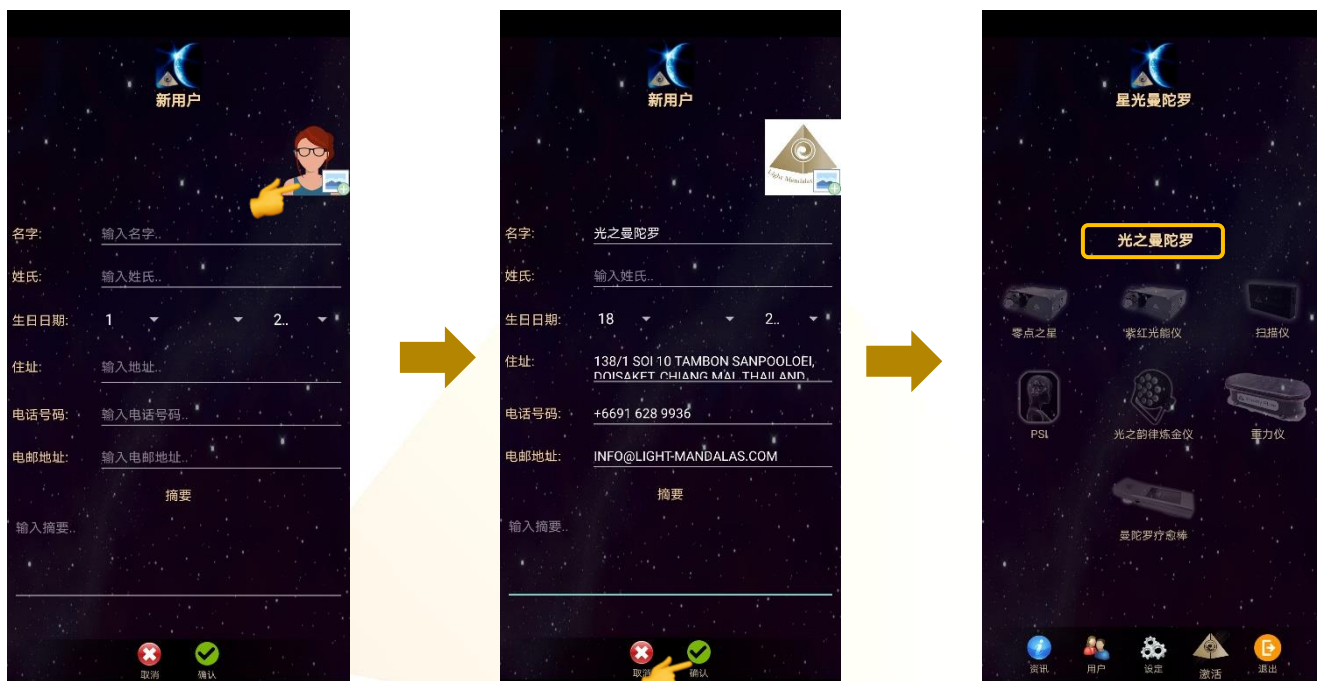 新用户
名字:
输入名字..
姓氏:
输入姓氏..
生日日期:
1
2..
住址:
输入地址..
电话号码:
输入电话号码..
电邮地址:
输入电邮地址..
摘要
输入摘要..
取消
确认
新用户
Light Mandalas
名字:
光之曼陀罗
姓氏:
输入姓氏..
生日日期:
18
2..
住址:
138/1 SOI 10 TAMBON SANPOOLOEI,
DOISAKET CHIANG MAI THAILAND
电话号码:
+6691 628 9936
电邮地址:
INFO@LIGHT-MANDALAS.COM
摘要
输入摘要..
取消
确认
星光曼陀罗
光之曼陀罗
零点之星
紫红光能仪
扫描仪
PSI
光之韵律炼金仪
重力仪
曼陀罗疗愈棒
资讯
用户
设定
激活
退出